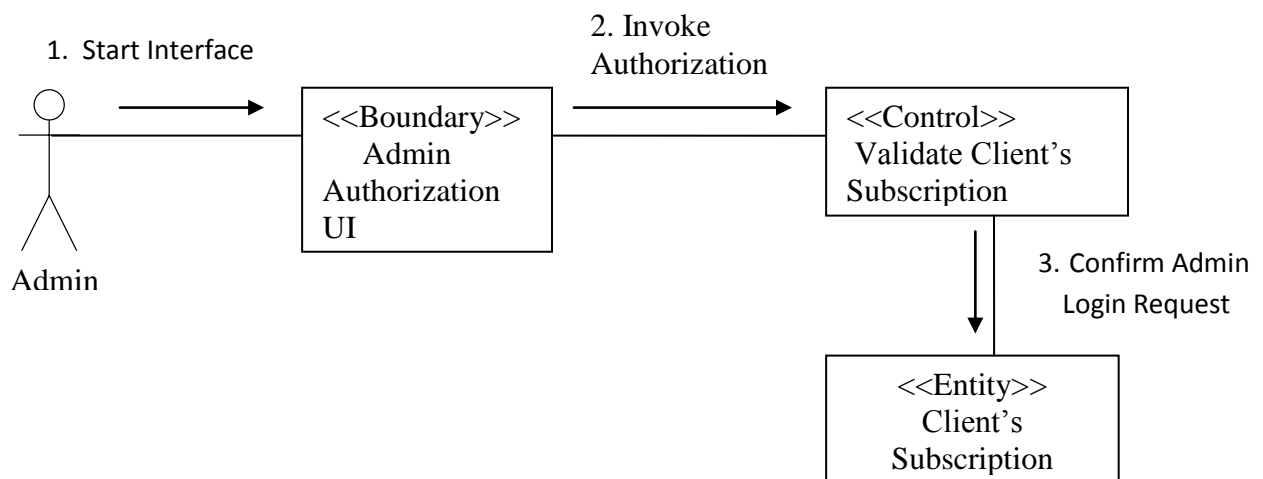 1. Start Interface
2. Invoke
Authorization
<<Boundary>>
Admin
Authorization
UI
<<Control>>
Validate Client’s
Subscription
Admin
3. Confirm Admin
Login Request
<<Entity>>
Client’s
Subscription